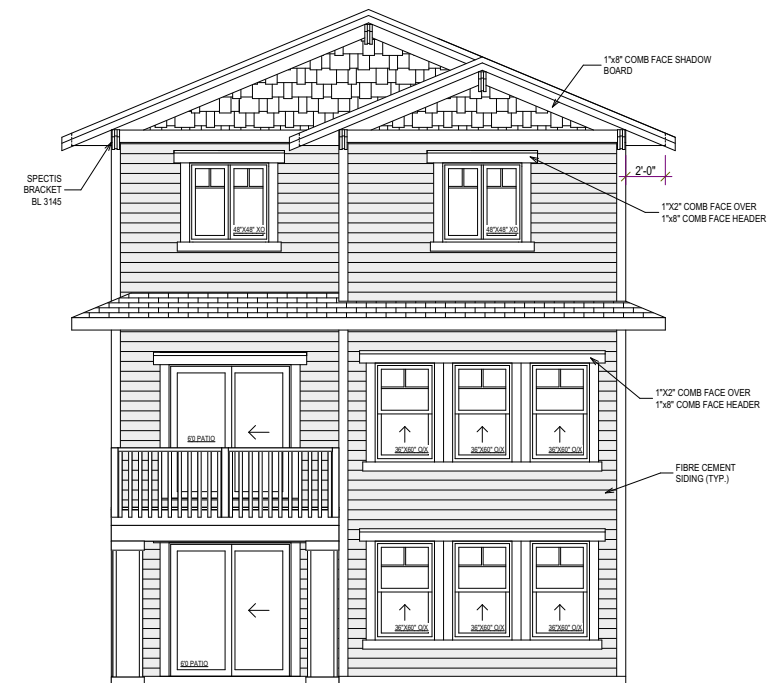 1"x8" COMB FACE SHADOW
BOARD
2'-0"
SPECTIS
BRACKET
BL 3145
48"X48" XO
48"X48" XO
1"X2" COMB FACE OVER
1"x8" COMB FACE HEADER
1"X2" COMB FACE OVER
1"x8" COMB FACE HEADER
6'0 PATIO
36"X60" O/X
36"X60" O/X
36"X60" O/X
FIBRE CEMENT
SIDING (TYP.)
36"X60" O/X
36"X60" O/X
36"X60" O/X
6'0 PATIO